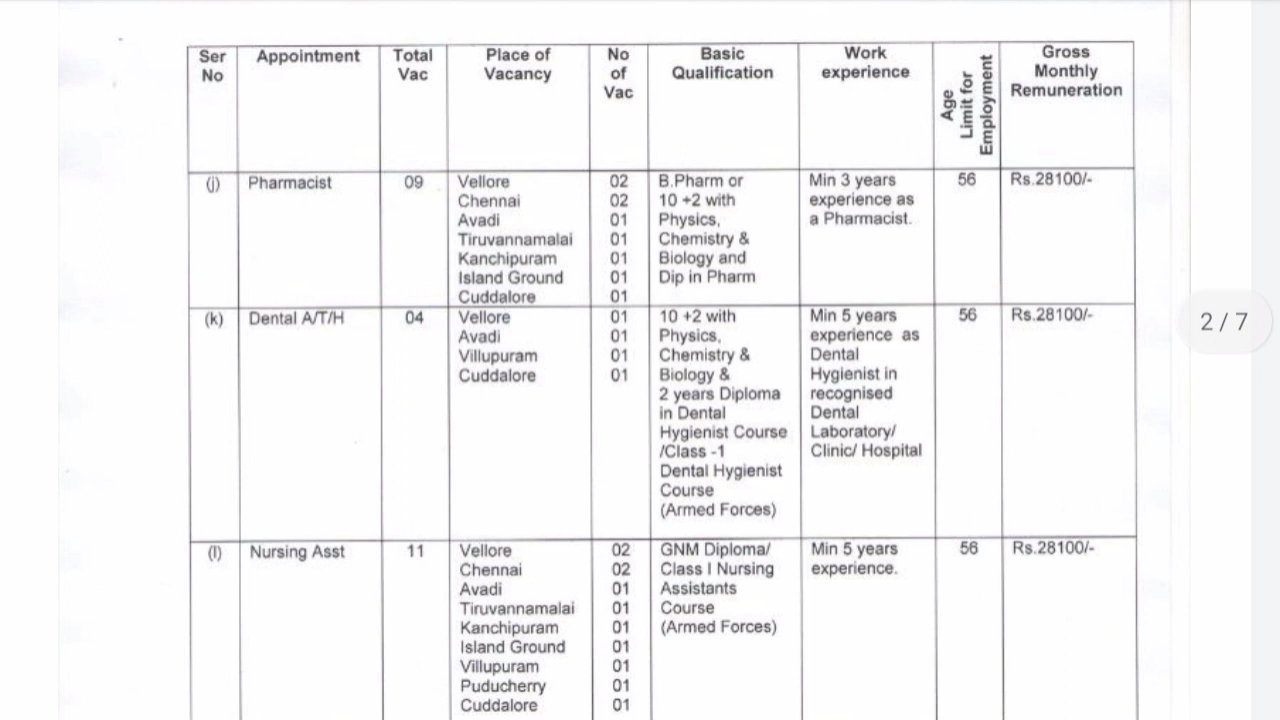 Ser No | Appointment | Total Vac | Place of Vacancy | No of Vac | Basic Qualification | Work experience | Age Limit for Employment | Gross Monthly Remuneration
(j) | Pharmacist | 09 | Vellore | 02 | B.Pharm or | Min 3 years | 56 | Rs.28100/-
Chennai | 02 | 10 +2 with | experience as
Avadi | 01 | Physics, | a Pharmacist.
Tiruvannamalai | 01 | Chemistry &
Kanchipuram | 01 | Biology and
Island Ground | 01 | Dip in Pharm
Cuddalore | 01
(k) | Dental A/T/H | 04 | Vellore | 01 | 10 +2 with | Min 5 years | 56 | Rs.28100/-
Avadi | 01 | Physics, | experience as
Villupuram | 01 | Chemistry & | Dental
Cuddalore | 01 | Biology & | Hygienist in
2 years Diploma | recognised
in Dental | Dental
Hygienist Course | Laboratory/
/Class -1 | Clinic/ Hospital
Dental Hygienist
Course
(Armed Forces)
(l) | Nursing Asst | 11 | Vellore | 02 | GNM Diploma/ | Min 5 years | 56 | Rs.28100/-
Chennai | 02 | Class I Nursing | experience.
Avadi | 01 | Assistants
Tiruvannamalai | 01 | Course
Kanchipuram | 01 | (Armed Forces)
Island Ground | 01
Villupuram | 01
Puducherry | 01
Cuddalore | 01
2 / 7